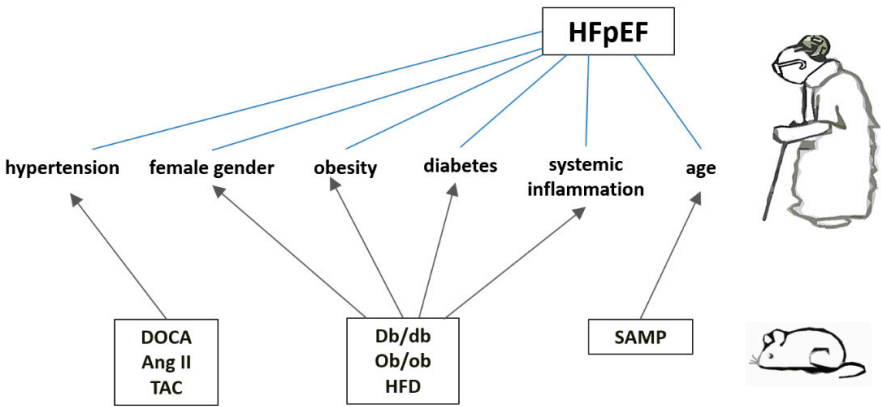 HFpEF
hypertension
female gender
obesity
diabetes
systemic
inflammation
age
DOCA
Ang II
TAC
Db/db
Ob/ob
HFD
SAMP